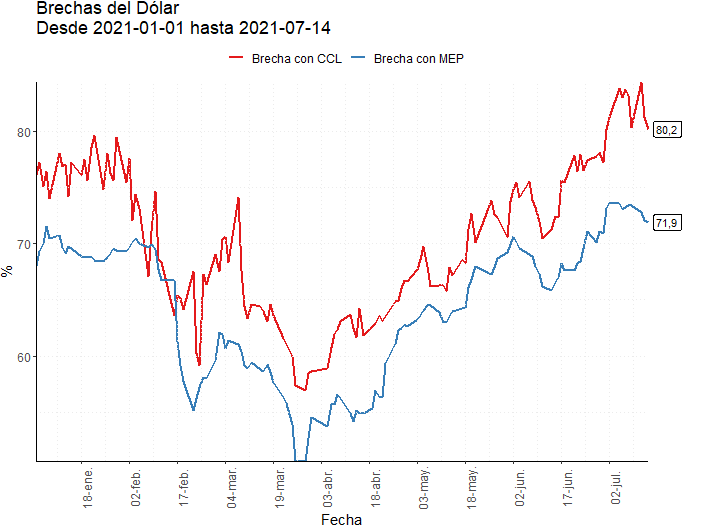 Brechas del Dólar
Desde 2021-01-01 hasta 2021-07-14
Brecha con CCL
Brecha con MEP
80
70
60
%
80,2
71,9
18-ene.
02-feb.
17-feb.
04-mar.
19-mar.
03-abr.
18-abr.
03-may.
18-may.
02-jun.
17-jun.
02-jul.
Fecha